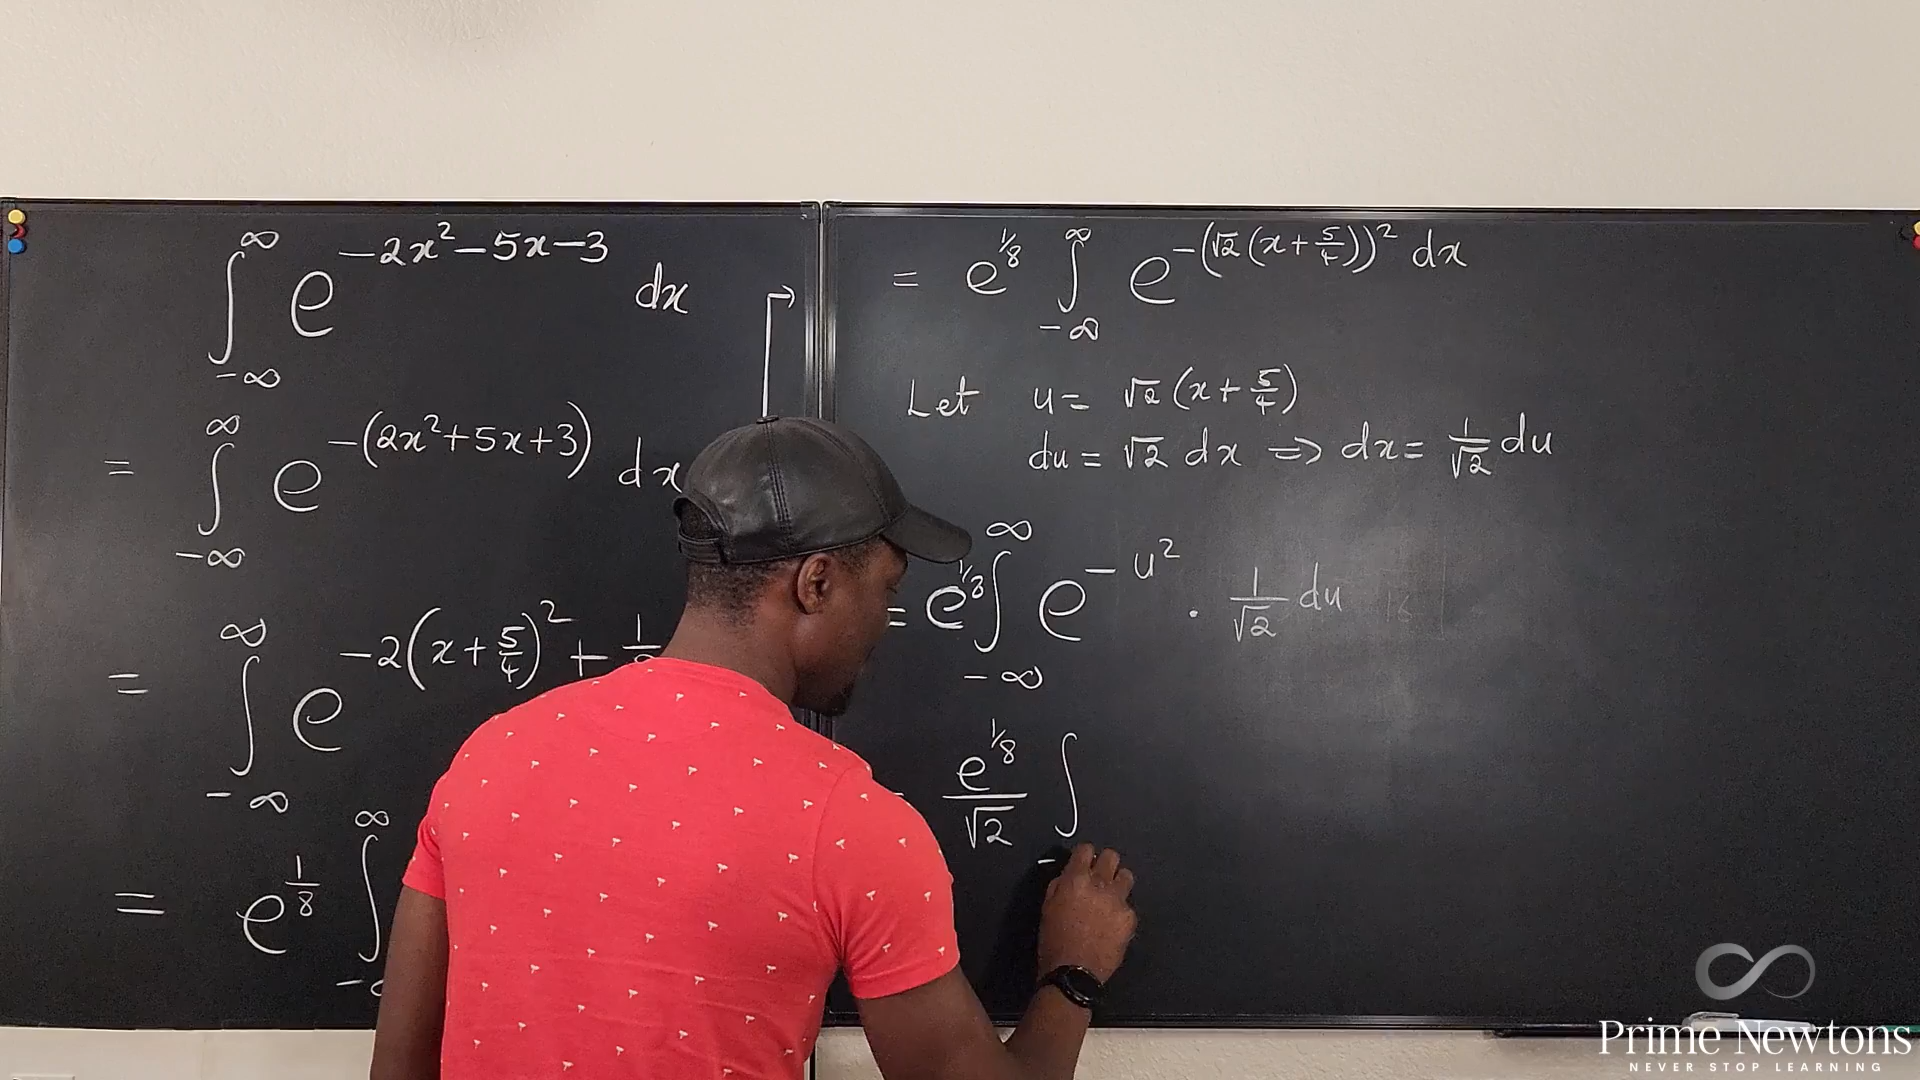 ∫_{-∞}^{∞} e^{-2x²-5x-3} dx
= ∫_{-∞}^{∞} e^{-(2x²+5x+3)} dx
= ∫_{-∞}^{∞} e^{-2(x+5/4)²+
= e^{1/8} ∫^{∞}
= e^{1/8} ∫_{-∞}^{∞} e^{-(√2(x+5/4))²} dx
Let u = √2(x+5/4)
du = √2 dx ⇒ dx = 1/√2 du
= e^{1/8} ∫_{-∞}^{∞} e^{-u²} · 1/√2 du
e^{1/8}/√2 ∫
Prime Newtons
NEVER STOP LEARNING